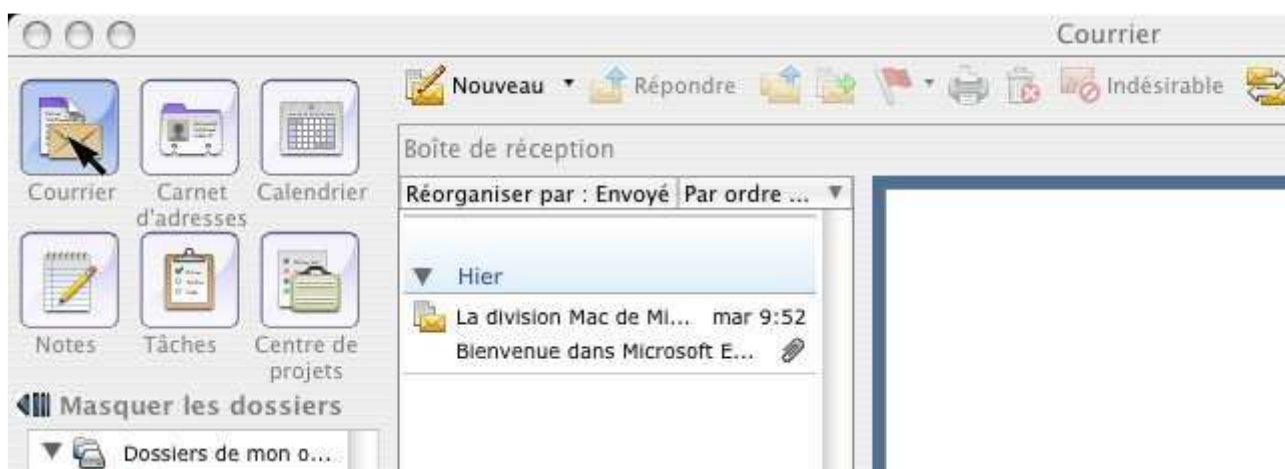 Courrier
Nouveau
Répondre
Indésirable
Courrier
Carnet d'adresses
Calendrier
Notes
Tâches
Centre de projets
Masquer les dossiers
Dossiers de mon o...
Boîte de réception
Réorganiser par : Envoyé Par ordre ...
Hier
La division Mac de Mi... mar 9:52
Bienvenue dans Microsoft E...